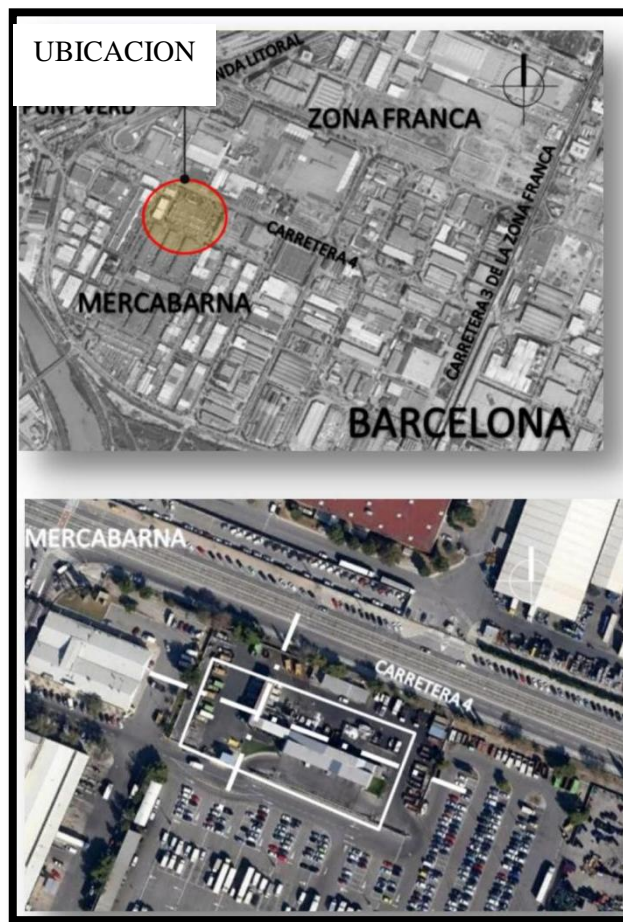 UBICACION
NDA LITORAL
PUNT VERD
ZONA FRANCA
CARRETERA 4
CARRETERA 3 DE LA ZONA FRANCA
MERCABARNA
BARCELONA
MERCABARNA
CARRETERA 4